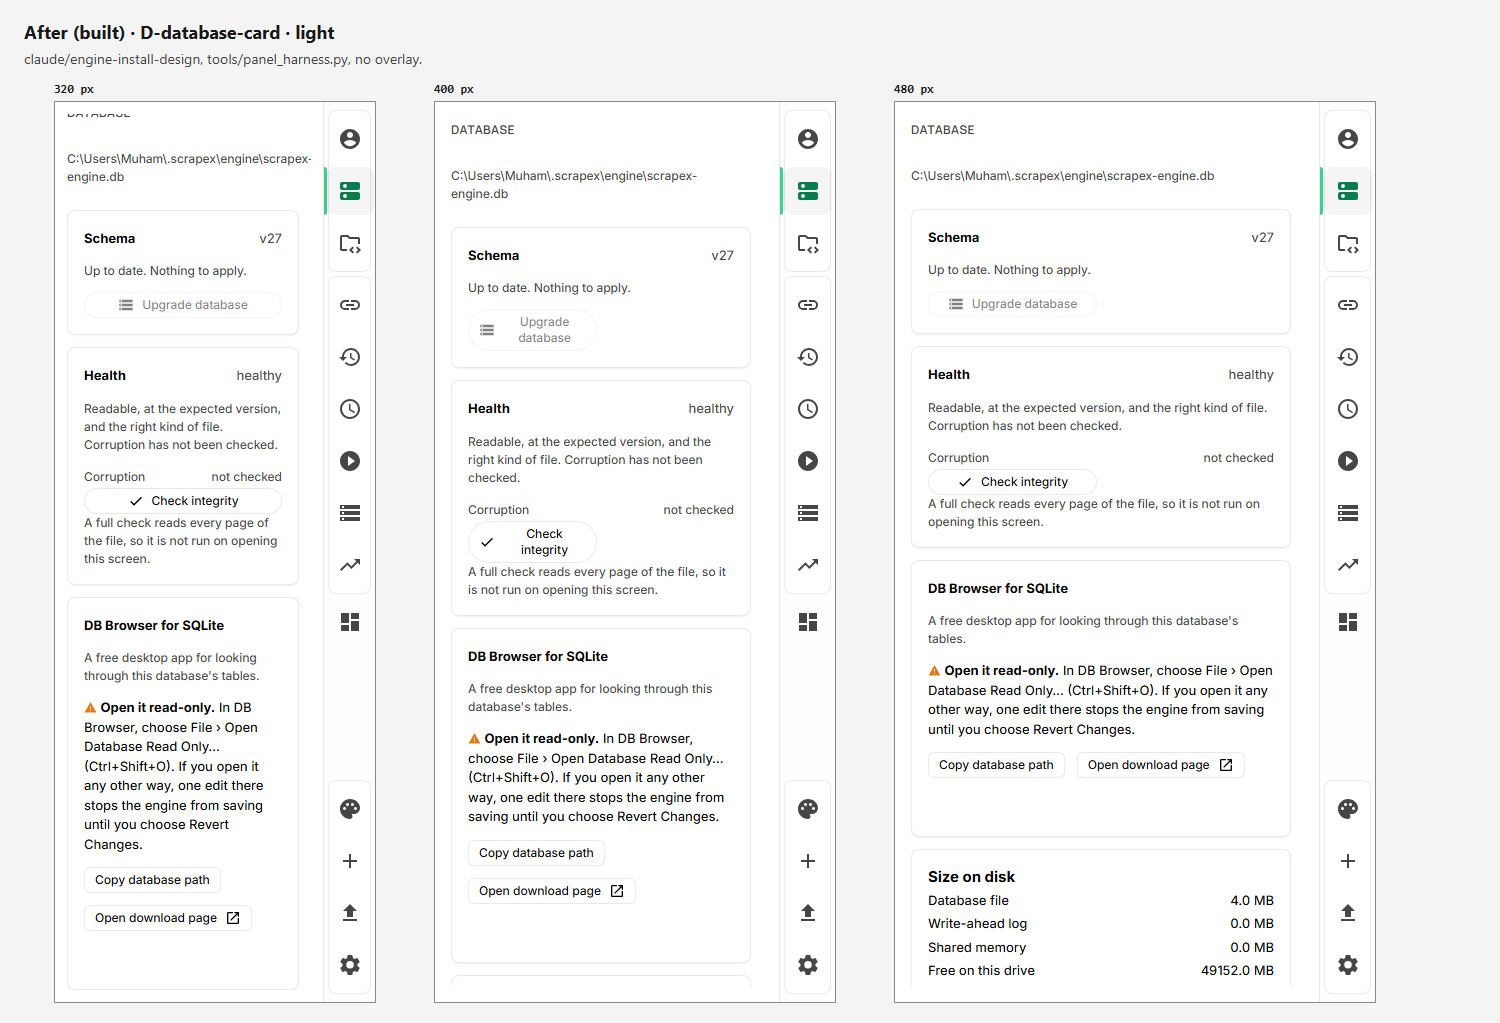 After (built) · D-database-card · light
claude/engine-install-design, tools/panel_harness.py, no overlay.
320 px
DATABASE
C:\Users\Muham\.scrapex\engine\scrapex-
engine.db
Schema v27
Up to date. Nothing to apply.
Upgrade database
Health healthy
Readable, at the expected version,
and the right kind of file.
Corruption has not been checked.
Corruption not checked
Check integrity
A full check reads every page of
the file, so it is not run on opening
this screen.
DB Browser for SQLite
A free desktop app for looking
through this database's tables.
Open it read-only. In DB
Browser, choose File › Open
Database Read Only...
(Ctrl+Shift+O). If you open it
any other way, one edit there
stops the engine from saving
until you choose Revert
Changes.
Copy database path
Open download page
400 px
DATABASE
C:\Users\Muham\.scrapex\engine\scrapex-
engine.db
Schema v27
Up to date. Nothing to apply.
Upgrade
database
Health healthy
Readable, at the expected version, and the
right kind of file. Corruption has not been
checked.
Corruption not checked
Check
integrity
A full check reads every page of the file, so it
is not run on opening this screen.
DB Browser for SQLite
A free desktop app for looking through this
database's tables.
Open it read-only. In DB Browser,
choose File › Open Database Read Only...
(Ctrl+Shift+O). If you open it any other
way, one edit there stops the engine from
saving until you choose Revert Changes.
Copy database path
Open download page
480 px
DATABASE
C:\Users\Muham\.scrapex\engine\scrapex-engine.db
Schema v27
Up to date. Nothing to apply.
Upgrade database
Health healthy
Readable, at the expected version, and the right kind of file.
Corruption has not been checked.
Corruption not checked
Check integrity
A full check reads every page of the file, so it is not run on
opening this screen.
DB Browser for SQLite
A free desktop app for looking through this database's
tables.
Open it read-only. In DB Browser, choose File › Open
Database Read Only... (Ctrl+Shift+O). If you open it any
other way, one edit there stops the engine from saving
until you choose Revert Changes.
Copy database path Open download page
Size on disk
Database file 4.0 MB
Write-ahead log 0.0 MB
Shared memory 0.0 MB
Free on this drive 49152.0 MB